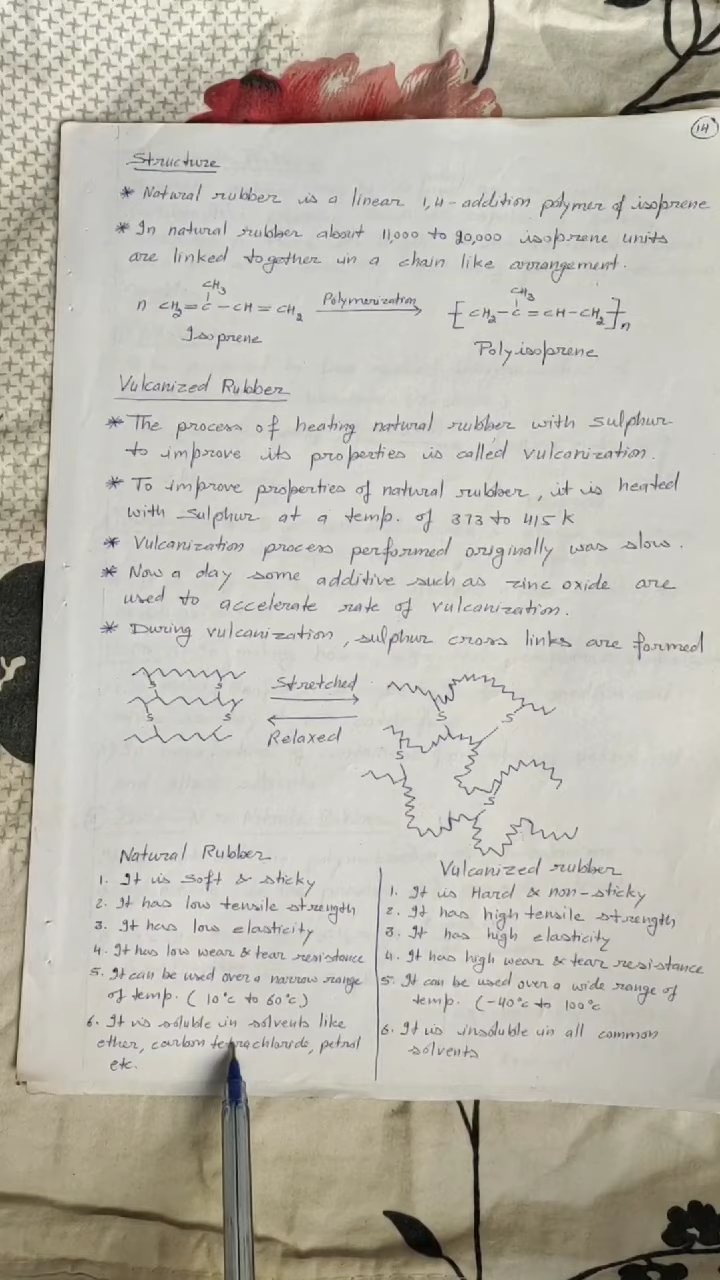 14
Structure
* Natural rubber is a linear 1,4-addition polymer of isoprene
* In natural rubber about 11,000 to 20,000 isoprene units
are linked together in a chain like arrangement.
CH3 CH3
n CH2=C-CH=CH2 Polymerization [CH2-C=CH-CH2]n
Isoprene Polyisoprene
Vulcanized Rubber
* The process of heating natural rubber with sulphur
to improve its properties is called vulcanization.
* To improve properties of natural rubber, it is heated
with sulphur at a temp. of 373 to 415 K
* Vulcanization process performed originally was slow.
* Now a day some additive such as zinc oxide are
used to accelerate rate of vulcanization.
* During vulcanization, sulphur cross links are formed
S S Stretched S S
S S Relaxed S S
Natural Rubber
1. It is soft & sticky
2. It has low tensile strength
3. It has low elasticity
4. It has low wear & tear resistance
5. It can be used over a narrow range
of temp. (10°c to 60°c)
6. It is soluble in solvents like
ether, carbon tetrachloride, petrol
etc.
Vulcanized rubber
1. It is Hard & non-sticky
2. It has high tensile strength
3. It has high elasticity
4. It has high wear & tear resistance
5. It can be used over a wide range of
temp. (-40°c to 100°c
6. It is insoluble in all common
solvents